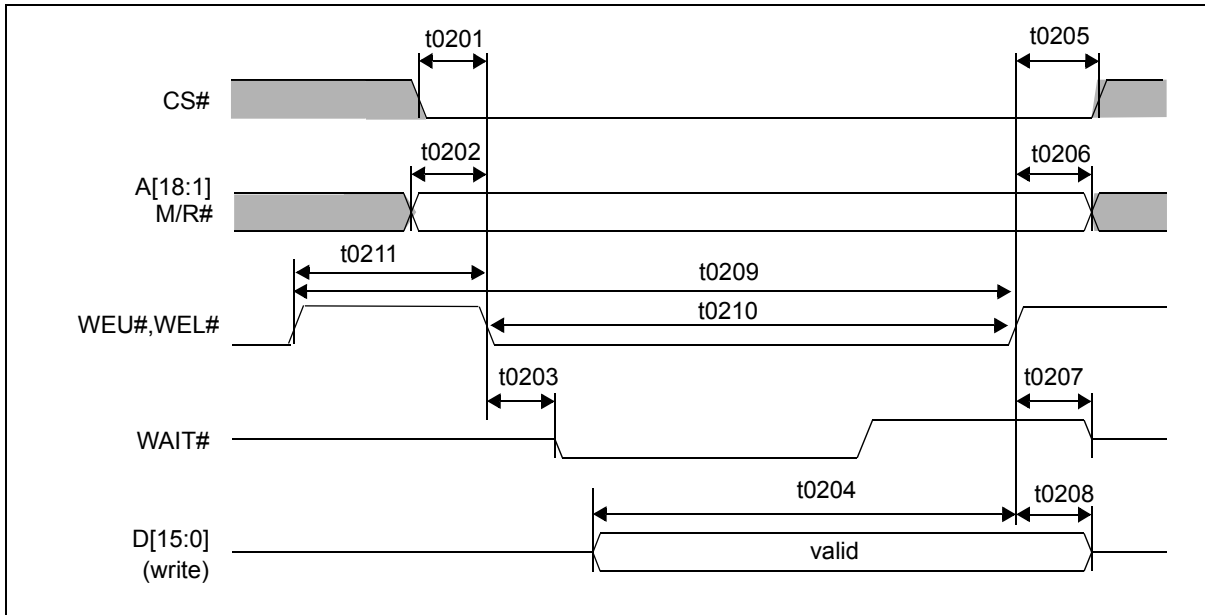 t0201
t0205
CS#
t0202
t0206
A[18:1]
M/R#
t0211
t0209
t0210
WEU#,WEL#
t0203
t0207
WAIT#
t0204
t0208
D[15:0]
valid
(write)